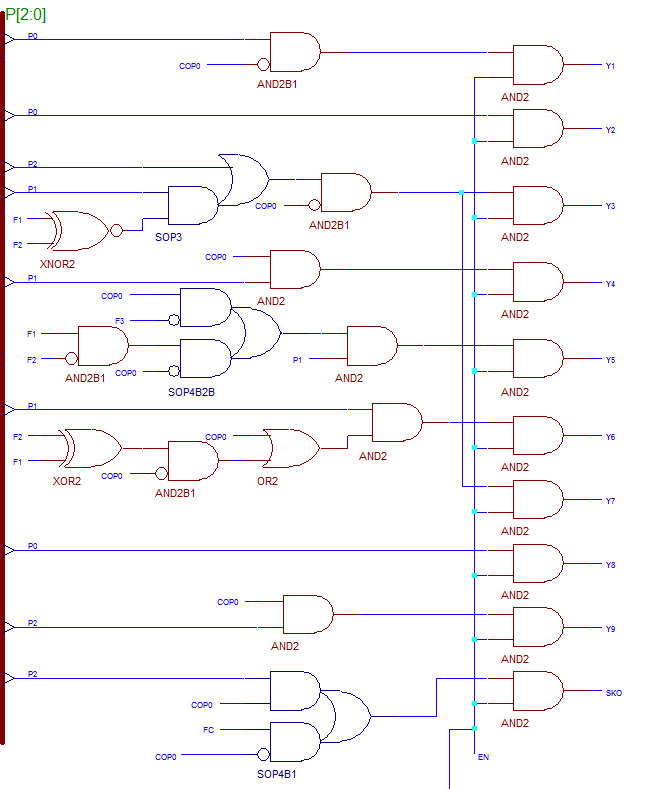 P[2:0]
P0
COP0
AND2B1
AND2
Y1
P0
AND2
Y2
P2
P1
SOP3
COP0
AND2B1
AND2
Y3
F1
F2
XNOR2
COP0
P1
AND2
AND2
Y4
COP0
F3
F1
F2
AND2B1
COP0
SOP4B2B
P1
AND2
AND2
Y5
P1
F2
F1
XOR2
COP0
AND2B1
COP0
OR2
AND2
AND2
Y6
AND2
Y7
P0
AND2
Y8
COP0
P2
AND2
AND2
Y9
P2
COP0
FC
COP0
SOP4B1
AND2
SKO
EN